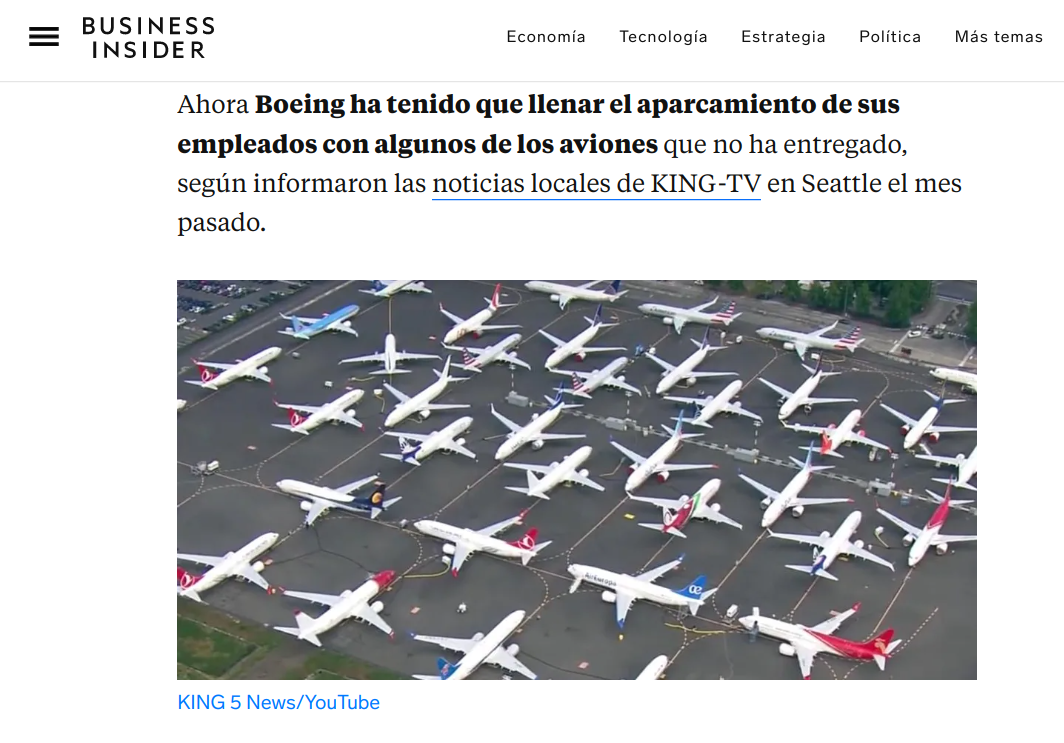 BUSINESS
INSIDER
Economía
Tecnología
Estrategia
Política
Más temas
Ahora Boeing ha tenido que llenar el aparcamiento de sus
empleados con algunos de los aviones que no ha entregado,
según informaron las noticias locales de KING-TV en Seattle el mes
pasado.
AirEuropa
KING 5 News/YouTube